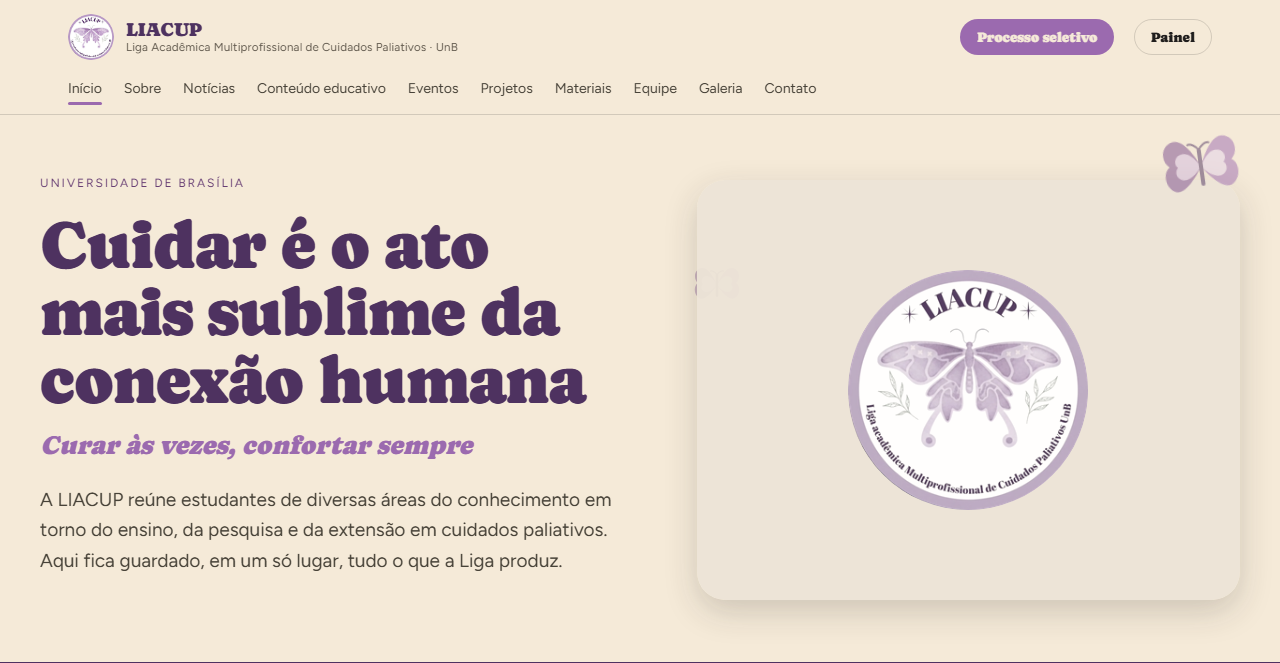 LIACUP
LIACUP
Liga Acadêmica Multiprofissional de Cuidados Paliativos · UnB
Processo seletivo
Painel
Início
Sobre
Notícias
Conteúdo educativo
Eventos
Projetos
Materiais
Equipe
Galeria
Contato
UNIVERSIDADE DE BRASÍLIA
Cuidar é o ato
mais sublime da
conexão humana
Curar às vezes, confortar sempre
A LIACUP reúne estudantes de diversas áreas do conhecimento em
torno do ensino, da pesquisa e da extensão em cuidados paliativos.
Aqui fica guardado, em um só lugar, tudo o que a Liga produz.
LIACUP
Liga acadêmica Multiprofissional de Cuidados Paliativos UnB